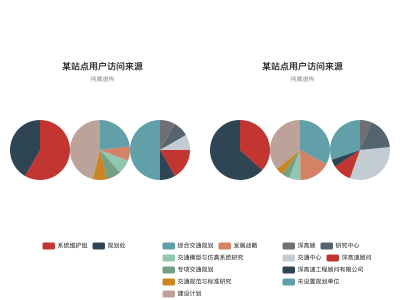 某站点用户访问来源
纯属虚构
某站点用户访问来源
纯属虚构
系统维护组 规划处
综合交通规划 发展战略
交通模型与仿真系统研究
专项交通规划
交通规范与标准研究
建设计划
深高顾 研究中心
交通中心 深高速顾问
深高速工程顾问有限公司
未设置规划单位